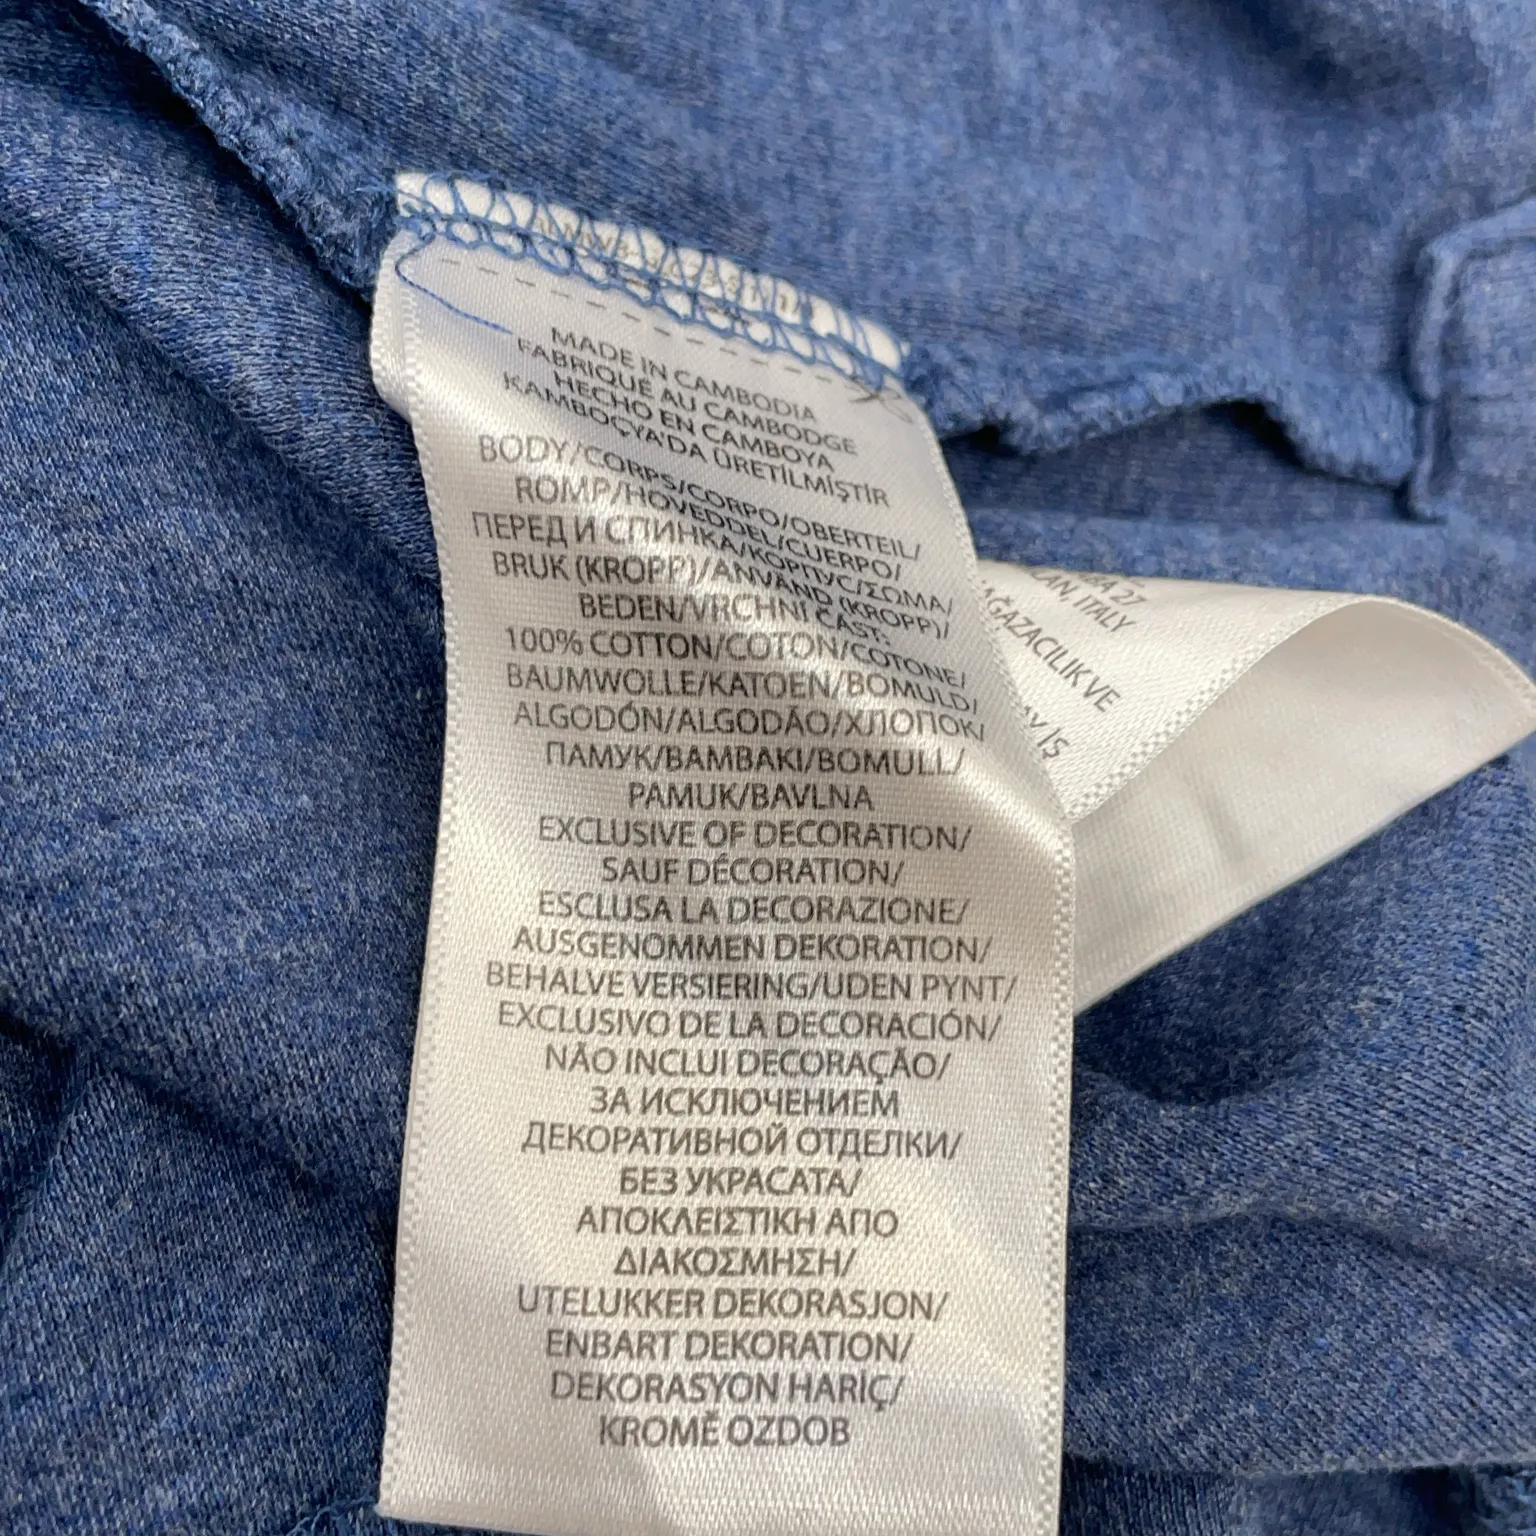 MADE IN CAMBODIA
FABRIQUÉ AU CAMBODGE
HECHO EN CAMBOYA
KAMBOÇYA'DA ÜRETİLMİŞTİR
BODY/CORPS/CORPO/OBERTEIL/
ROMP/HOVEDDEL/CUERPO/
ПЕРЕД И СПИНКА/КОРПУС/ΣΩΜΑ/
BRUK (KROPP)/ANVÄND (KROPP)/
BEDEN/VRCHNÍ ČÁST:
100% COTTON/COTON/COTONE/
BAUMWOLLE/KATOEN/BOMULD/
ALGODÓN/ALGODÃO/ХЛОПОК/
ПАМУК/ΒΑΜΒΑΚΙ/BOMULL/
PAMUK/BAVLNA
EXCLUSIVE OF DECORATION/
SAUF DÉCORATION/
ESCLUSA LA DECORAZIONE/
AUSGENOMMEN DEKORATION/
BEHALVE VERSIERING/UDEN PYNT/
EXCLUSIVO DE LA DECORACIÓN/
NÃO INCLUI DECORAÇÃO/
ЗА ИСКЛЮЧЕНИЕМ
ДЕКОРАТИВНОЙ ОТДЕЛКИ/
БЕЗ УКРАСАТА/
ΑΠΟΚΛΕΙΣΤΙΚΗ ΑΠΟ
ΔΙΑΚΟΣΜΗΣΗ/
UTELUKKER DEKORASJON/
ENBART DEKORATION/
DEKORASYON HARİÇ/
KROMĚ OZDOB
27
ITALY
VE